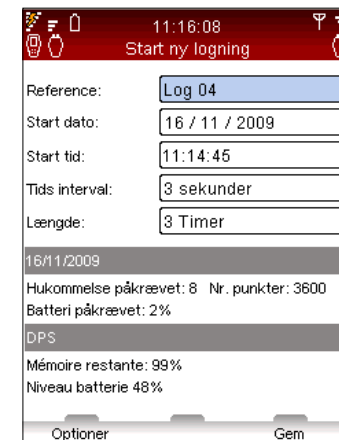 11:16:08
Start ny logning
Reference: Log 04
Start dato: 16 / 11 / 2009
Start tid: 11:14:45
Tids interval: 3 sekunder
Længde: 3 Timer
16/11/2009
Hukommelse påkrævet: 8 Nr. punkter: 3600
Batteri påkrævet: 2%
DPS
Mémoire restante: 99%
Niveau batterie 48%
Optioner Gem